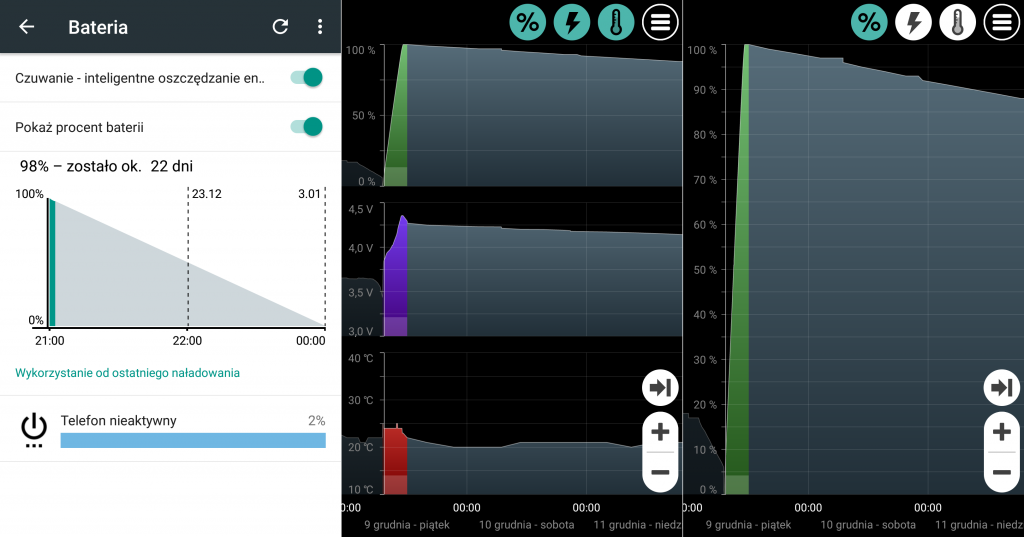 Bateria
Czuwanie - inteligentne oszczędzanie en..
Pokaż procent baterii
98% – zostało ok. 22 dni
100%
23.12
3.01
0%
21:00
22:00
00:00
Wykorzystanie od ostatniego naładowania
Telefon nieaktywny
2%
%
100 %
50 %
0 %
4,5 V
4,0 V
3,5 V
3,0 V
40 °C
30 °C
20 °C
10 °C
0:00
00:00
00:00
9 grudnia - piątek
10 grudnia - sobota
11 grudnia - niedz
%
100 %
90 %
80 %
70 %
60 %
50 %
40 %
30 %
20 %
10 %
0 %
0:00
00:00
00:00
9 grudnia - piątek
10 grudnia - sobota
11 grudnia - niedz